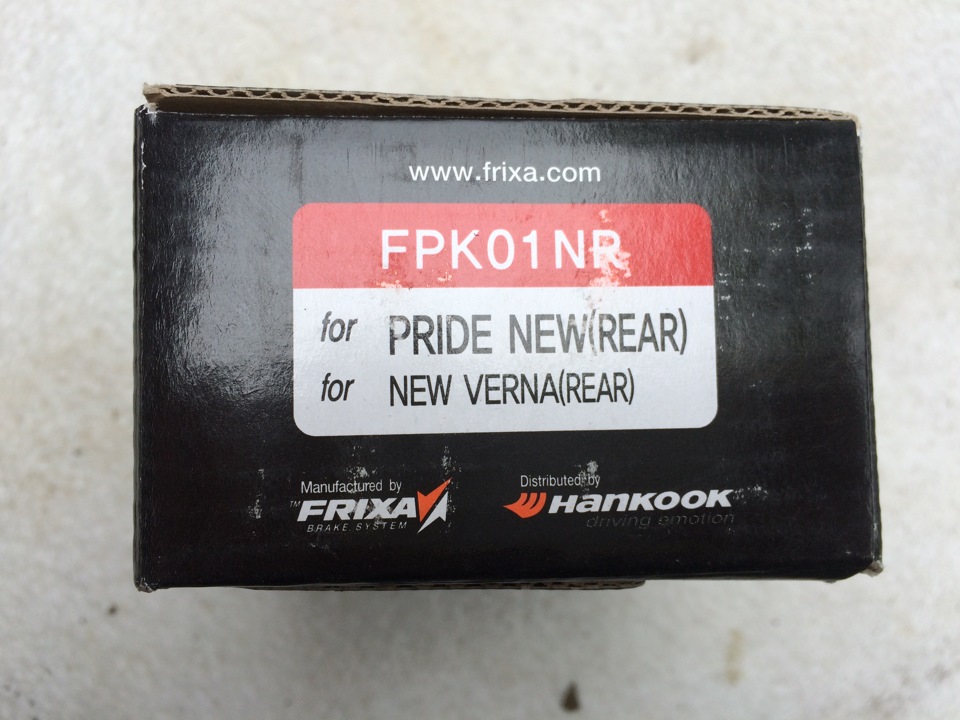 www.frixa.com
FPK01NR
for PRIDE NEW(REAR)
for NEW VERNA(REAR)
Manufactured by
™FRIXA
BRAKE SYSTEM
Distributed by
HANKOOK
driving emotion